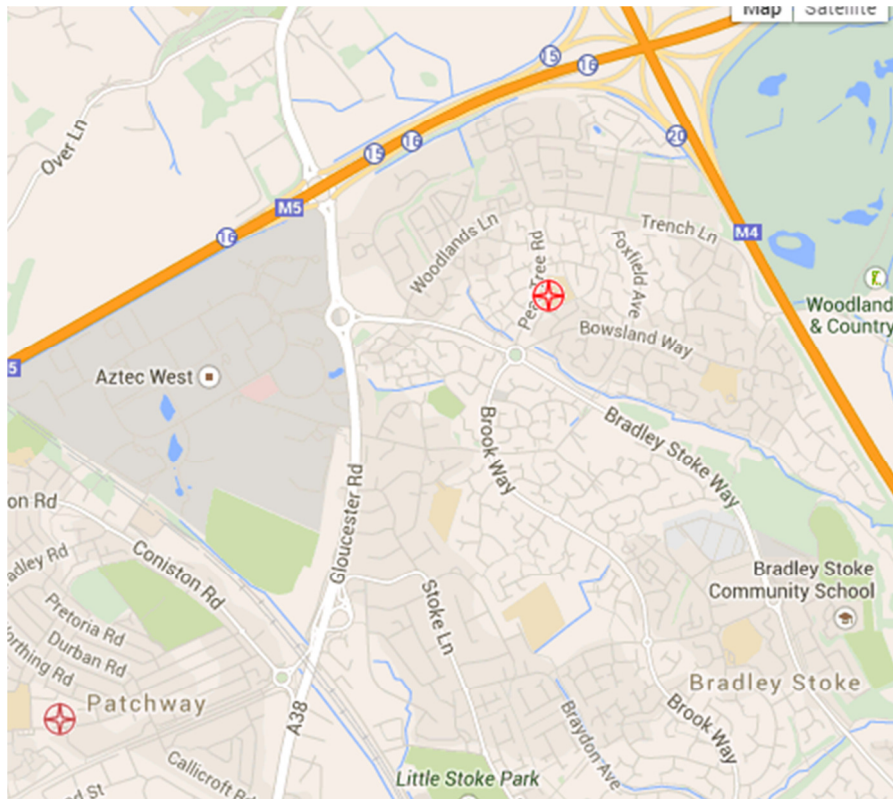 Map
Satellite
15
16
Over Ln
15
16
20
M5
16
Trench Ln
M4
Woodlands Ln
Foxfield Ave
Woodland
& Country
Bowsland Way
5
Aztec West
Brook Way
Bradley Stoke Way
on Rd
Gloucester Rd
adley Rd
Coniston Rd
Bradley Stoke
Community School
Pretoria Rd
Durban Rd
orthing Rd
Stoke Ln
Patchway
Bradley Stoke
A38
Braydon Ave
Brook Way
Callicroft Rd
Little Stoke Park